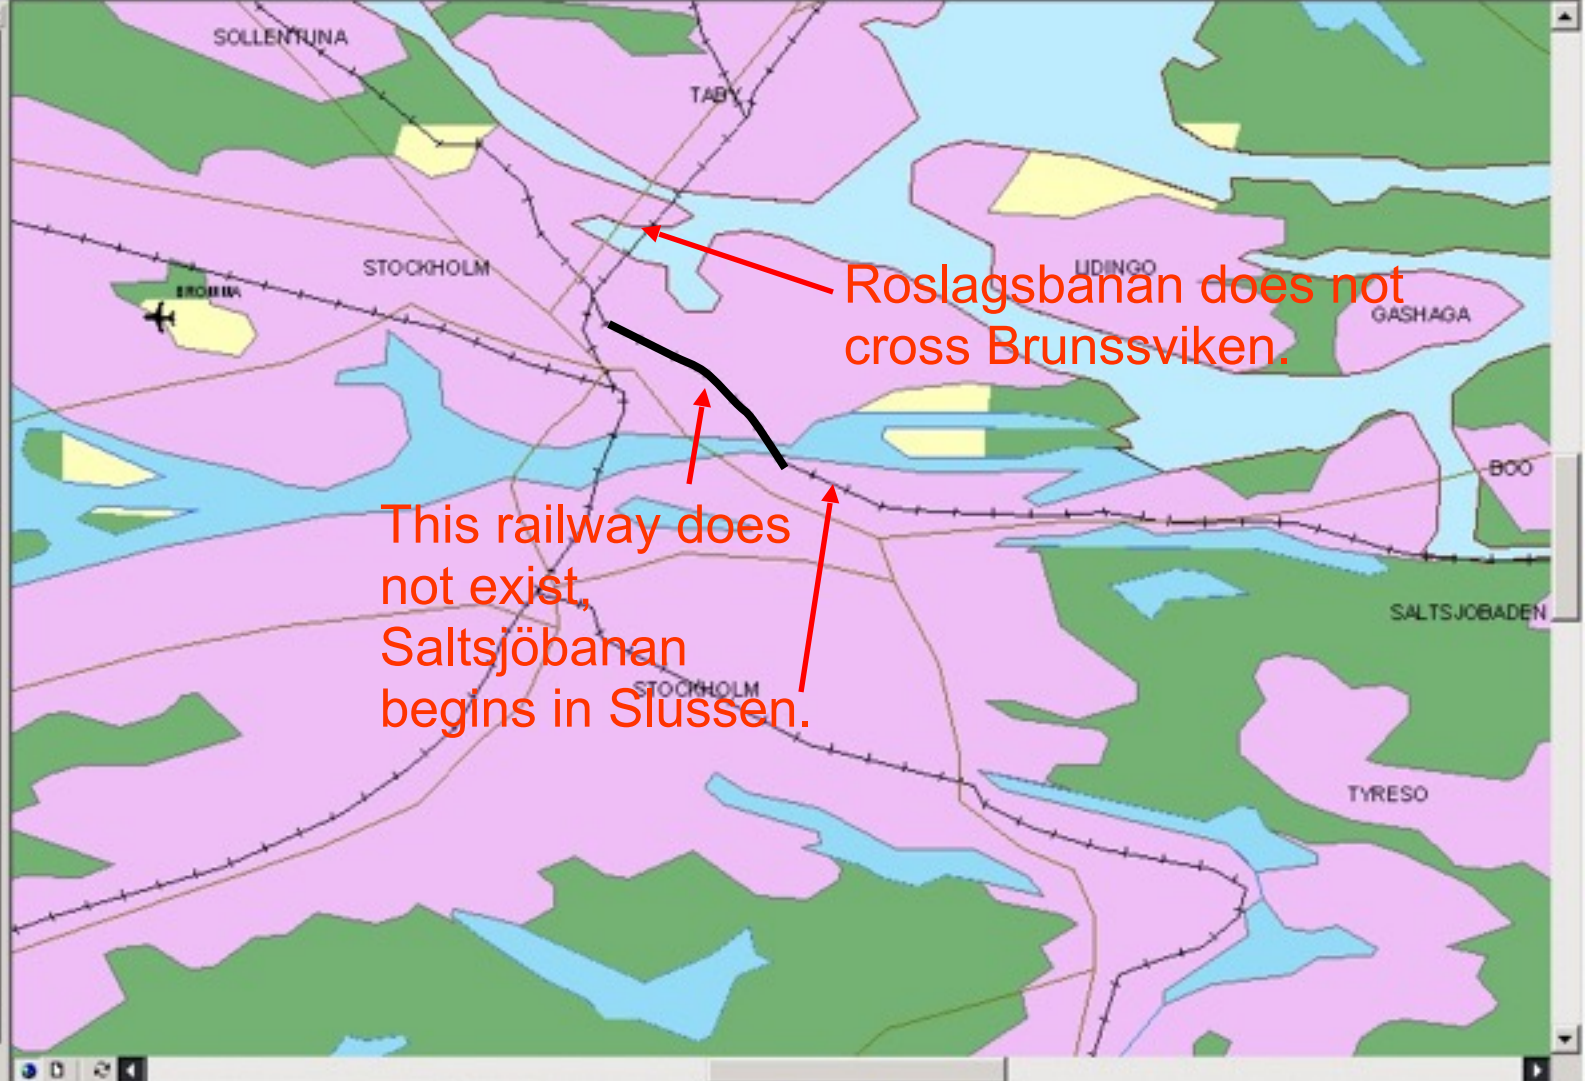 SOLLENTUNA
TABY
STOCKHOLM
BROMMA
LIDINGO
Roslagsbanan does not
cross Brunssviken.
GASHAGA
BOO
This railway does
not exist,
Saltsjöbanan
begins in Slussen.
SALTSJOBADEN
STOCKHOLM
TYRESO